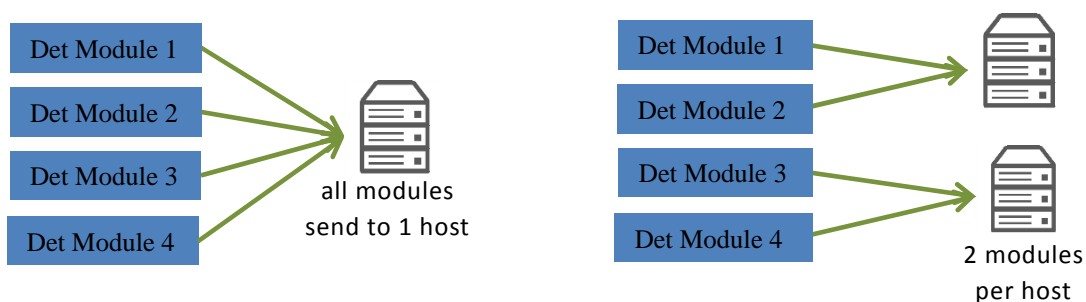 Det Module 1
Det Module 2
Det Module 3
Det Module 4
all modules
send to 1 host
Det Module 1
Det Module 2
Det Module 3
Det Module 4
2 modules
per host